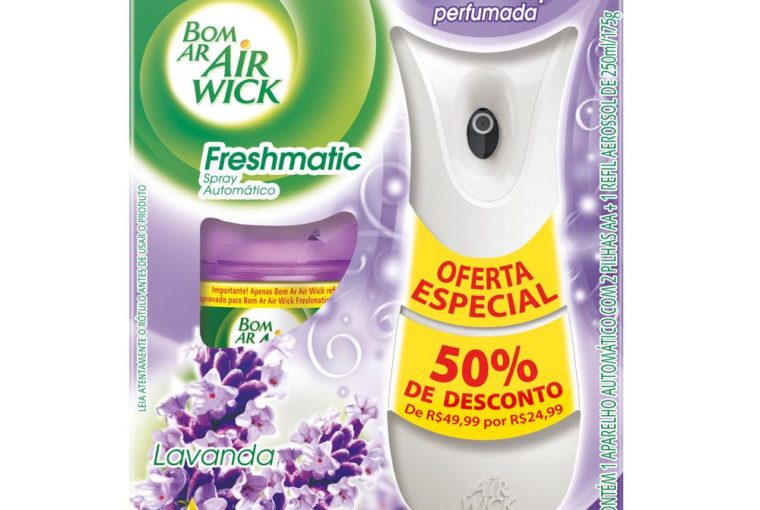 perfumada
BOM
AR AIR
WICK
Freshmatic
Spray
Automático
LEIA ATENTAMENTE O RÓTULO ANTES DE USAR O PRODUTO
Importante! Apenas Bom Ar Air Wick
aprovado para Bom Ar Air Wick Freshmatic
BOM
AR
OFERTA
ESPECIAL
50%
DE DESCONTO
De R$49,99 por R$24,99
Lavanda
AIR
WICK
CONTÉM 1 APARELHO AUTOMÁTICO COM 2 PILHAS AA + 1 REFIL AEROSSOL DE 250ml/175g